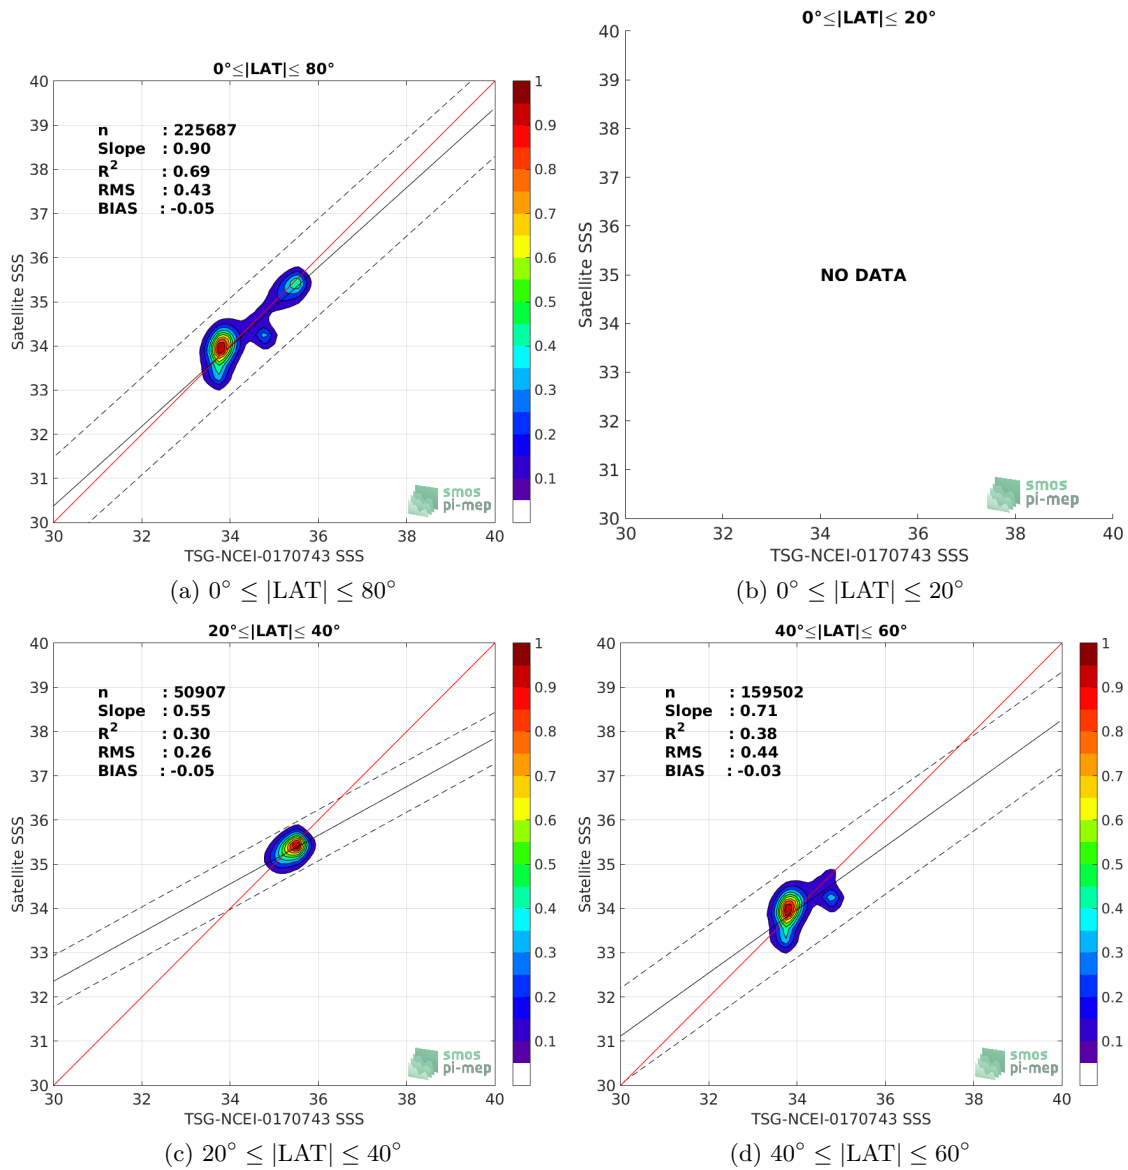 0°≤|LAT|≤ 80°
40
39
38
37
36
35
34
33
32
31
30
Satellite SSS
n : 225687
Slope : 0.90
R2 : 0.69
RMS : 0.43
BIAS : -0.05
smos
pi-mep
30 32 34 36 38 40
TSG-NCEI-0170743 SSS
1
0.9
0.8
0.7
0.6
0.5
0.4
0.3
0.2
0.1
(a) 0° ≤ |LAT| ≤ 80°
0°≤|LAT|≤ 20°
40
39
38
37
36
35
34
33
32
31
30
Satellite SSS
NO DATA
smos
pi-mep
30 32 34 36 38 40
TSG-NCEI-0170743 SSS
(b) 0° ≤ |LAT| ≤ 20°
20°≤|LAT|≤ 40°
40
39
38
37
36
35
34
33
32
31
30
Satellite SSS
n : 50907
Slope : 0.55
R2 : 0.30
RMS : 0.26
BIAS : -0.05
smos
pi-mep
30 32 34 36 38 40
TSG-NCEI-0170743 SSS
1
0.9
0.8
0.7
0.6
0.5
0.4
0.3
0.2
0.1
(c) 20° ≤ |LAT| ≤ 40°
40°≤|LAT|≤ 60°
40
39
38
37
36
35
34
33
32
31
30
Satellite SSS
n : 159502
Slope : 0.71
R2 : 0.38
RMS : 0.44
BIAS : -0.03
smos
pi-mep
30 32 34 36 38 40
TSG-NCEI-0170743 SSS
1
0.9
0.8
0.7
0.6
0.5
0.4
0.3
0.2
0.1
(d) 40° ≤ |LAT| ≤ 60°